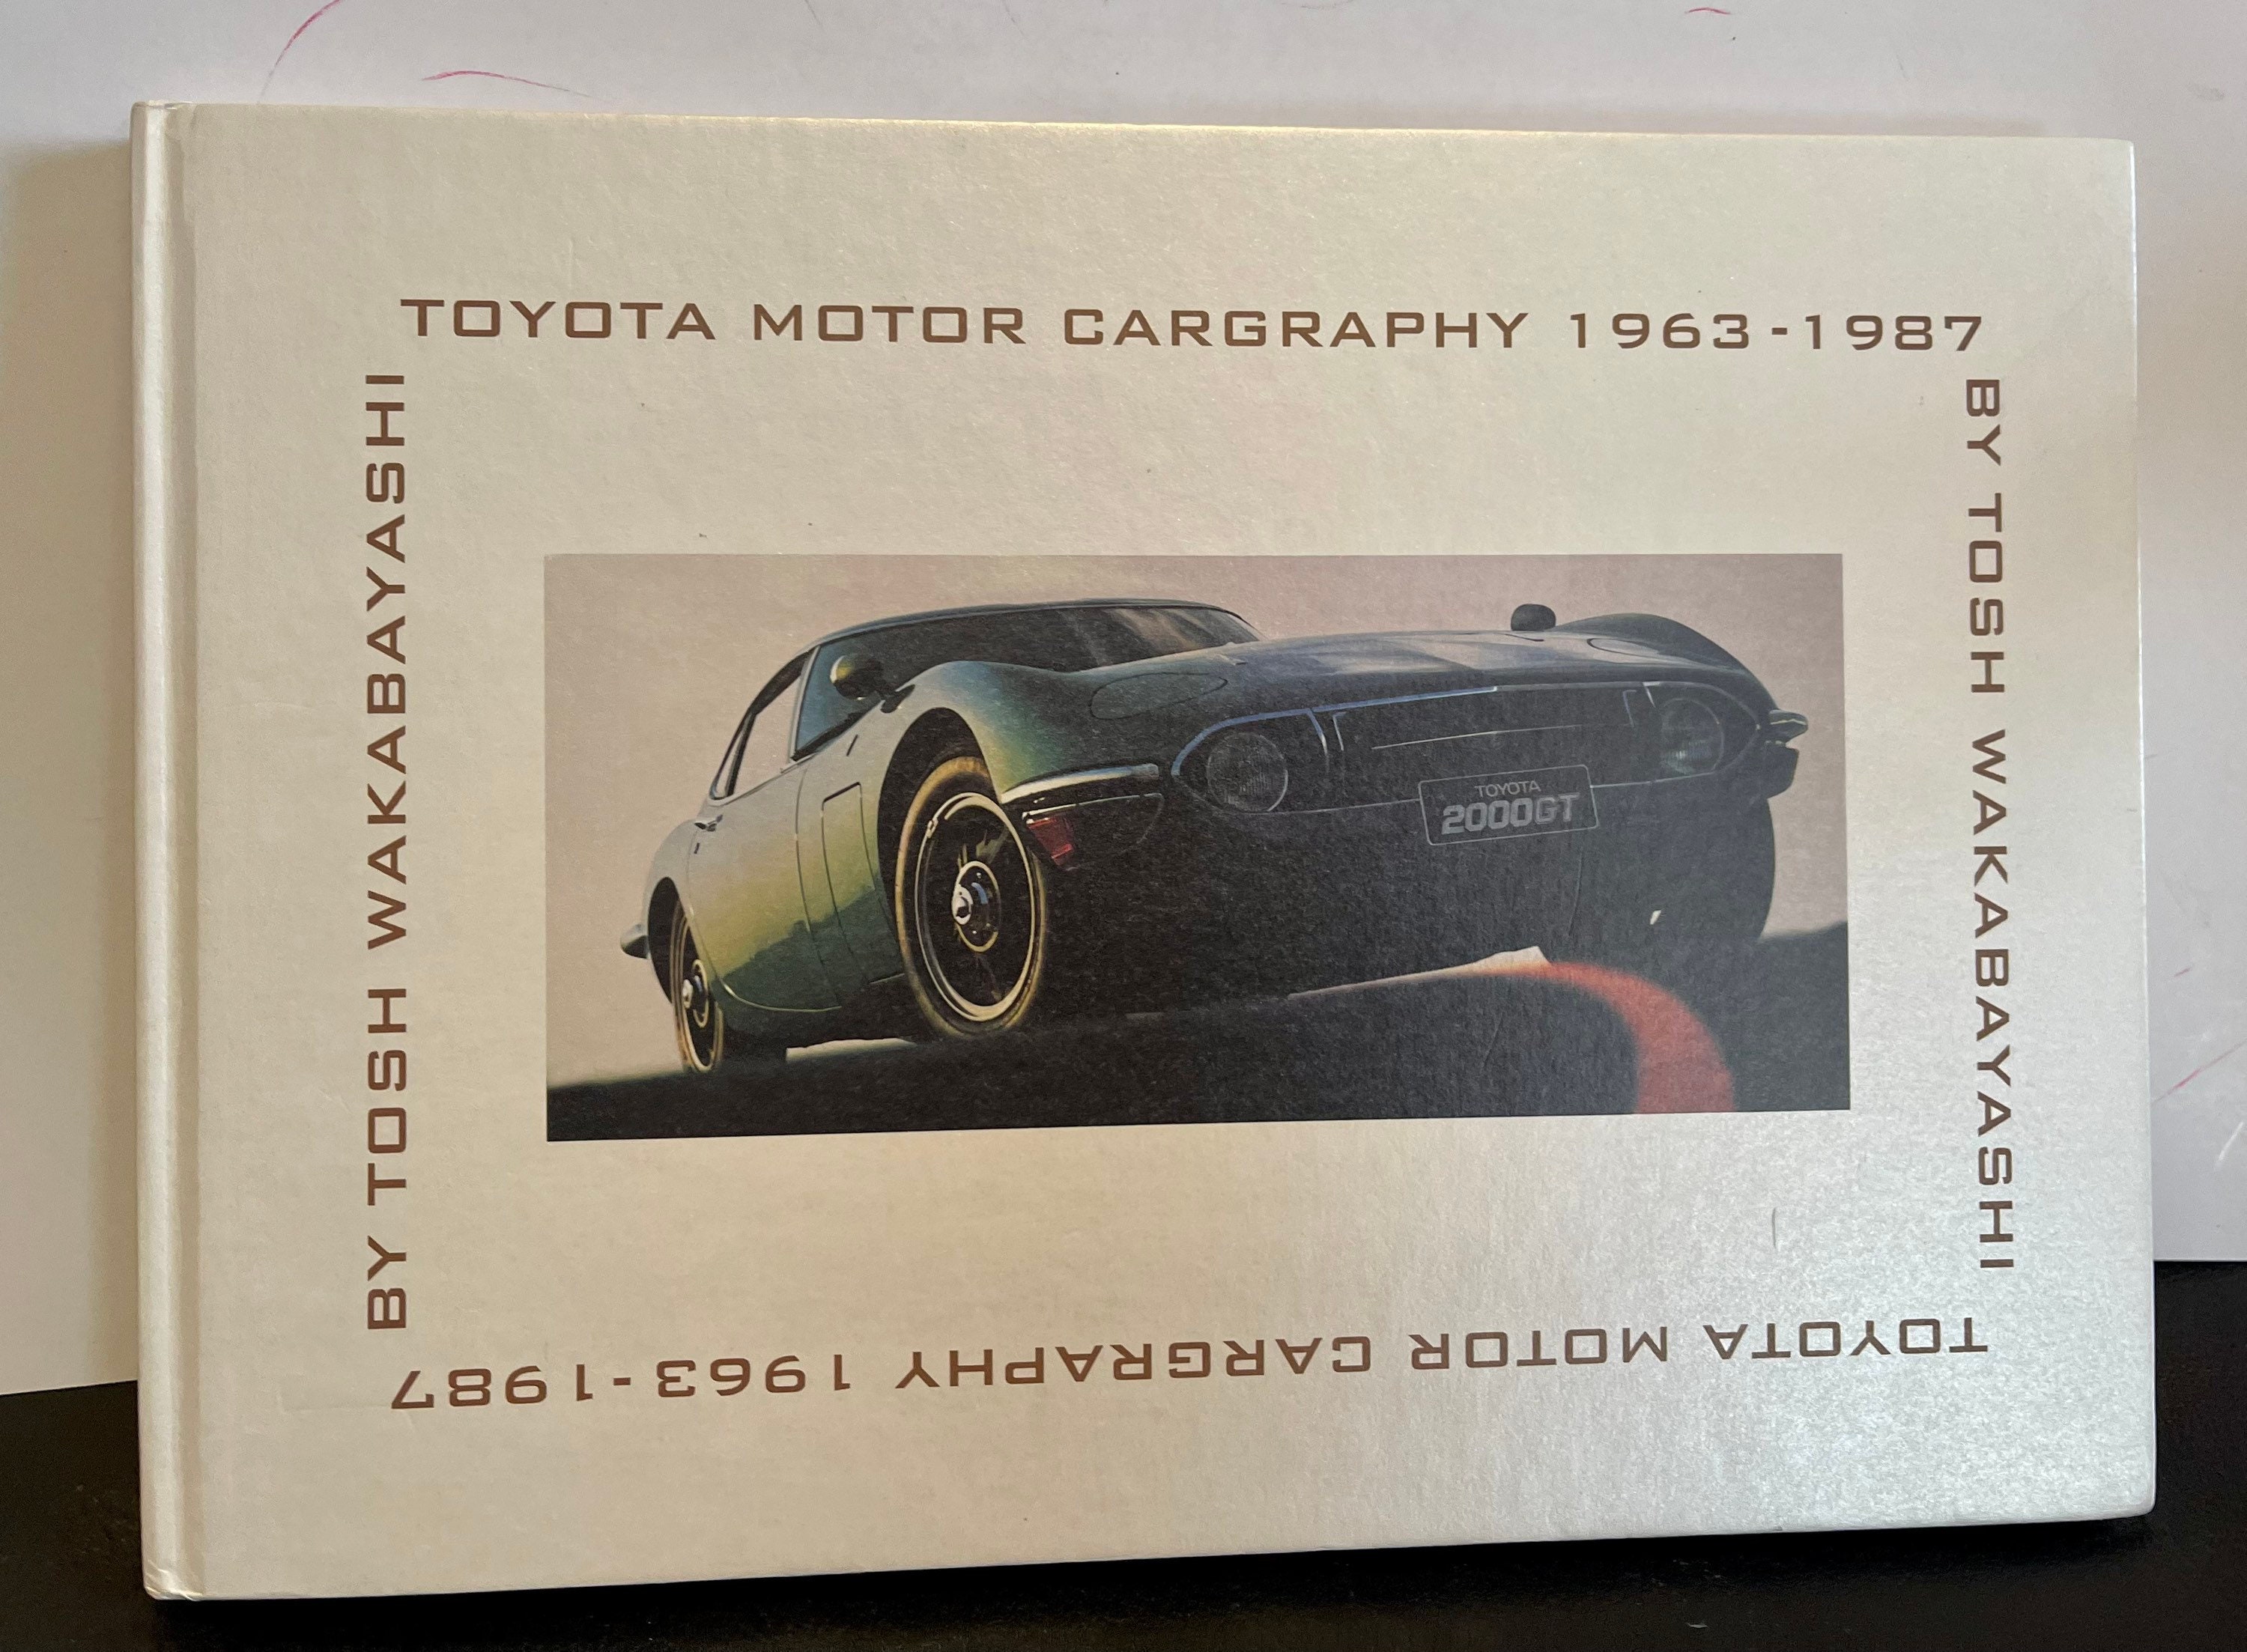 TOYOTA MOTOR CARGRAPHY 1963-1987
BY TOSH WAKABAYASHI
TOYOTA MOTOR CARGRAPHY 1963-1987
BY TOSH WAKABAYASHI
TOYOTA
2000GT